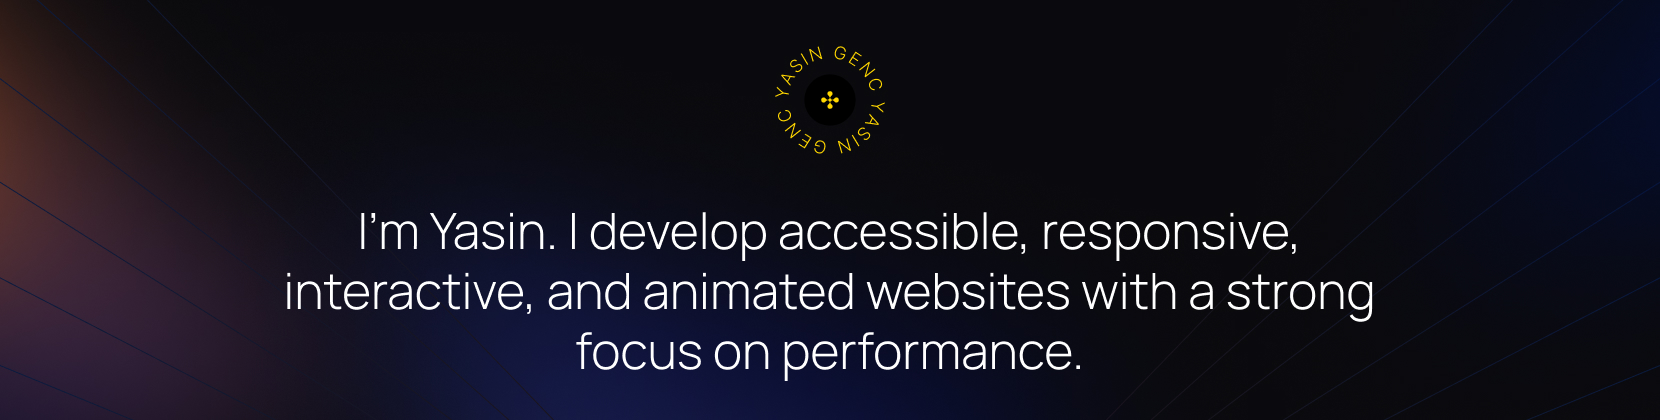 YASIN GENC YASIN GENC
I'm Yasin. I develop accessible, responsive,
interactive, and animated websites with a strong
focus on performance.